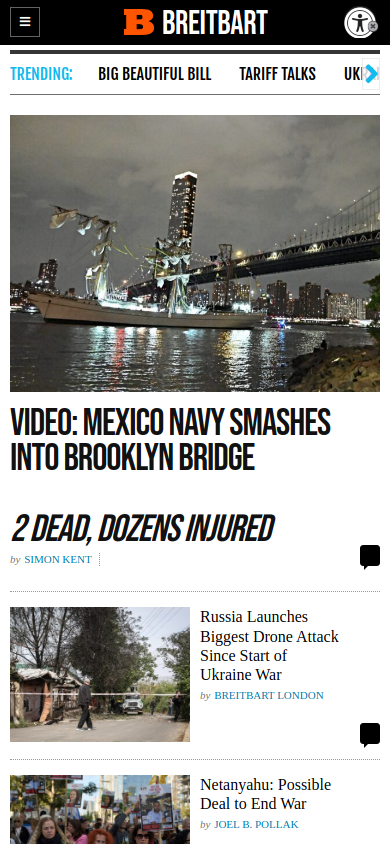 BREITBART
TRENDING:
BIG BEAUTIFUL BILL
TARIFF TALKS
VIDEO: MEXICO NAVY SMASHES
INTO BROOKLYN BRIDGE
2 DEAD, DOZENS INJURED
by SIMON KENT
Russia Launches
Biggest Drone Attack
Since Start of
Ukraine War
by BREITBART LONDON
Netanyahu: Possible
Deal to End War
by JOEL B. POLLAK